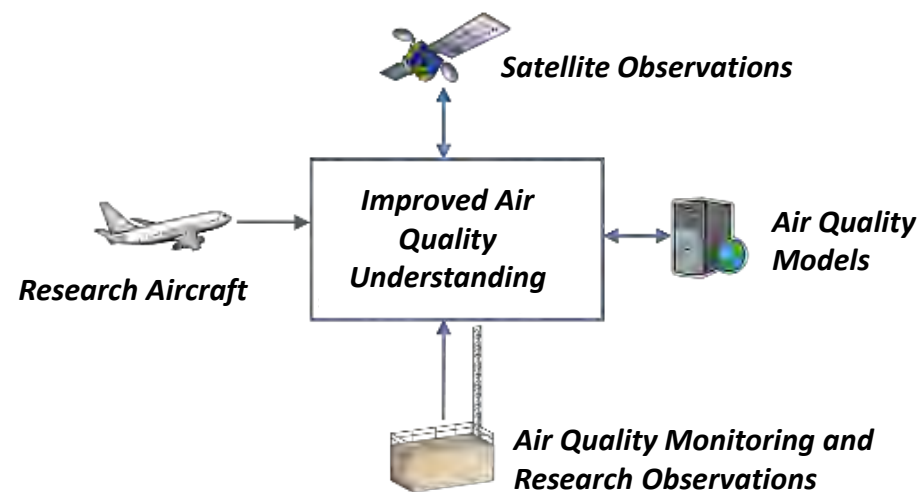 Satellite Observations
Improved Air
Quality
Understanding
Research Aircraft
Air Quality
Models
Air Quality Monitoring and
Research Observations